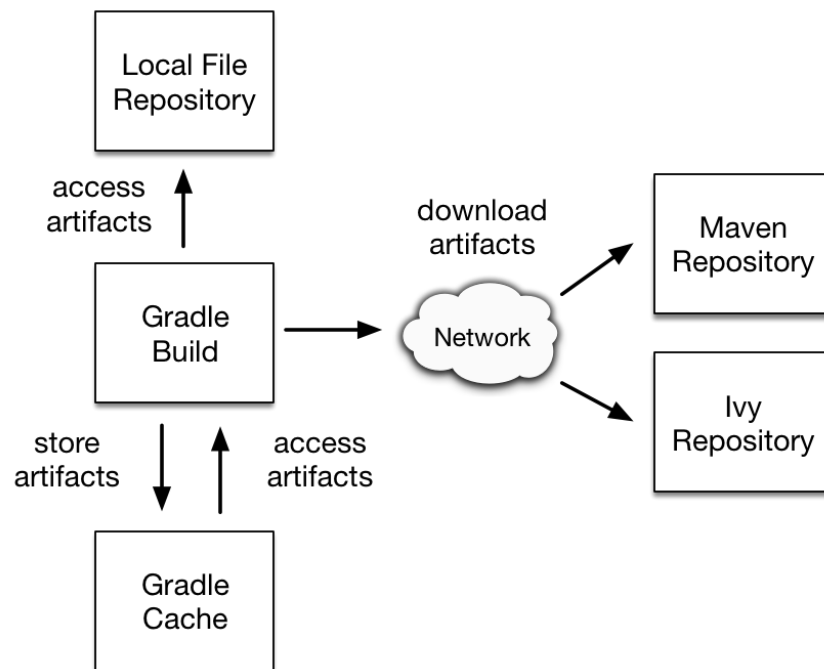 Local File
Repository
access
artifacts
download
artifacts
Maven
Repository
Gradle
Build
Network
Ivy
Repository
store
artifacts
access
artifacts
Gradle
Cache